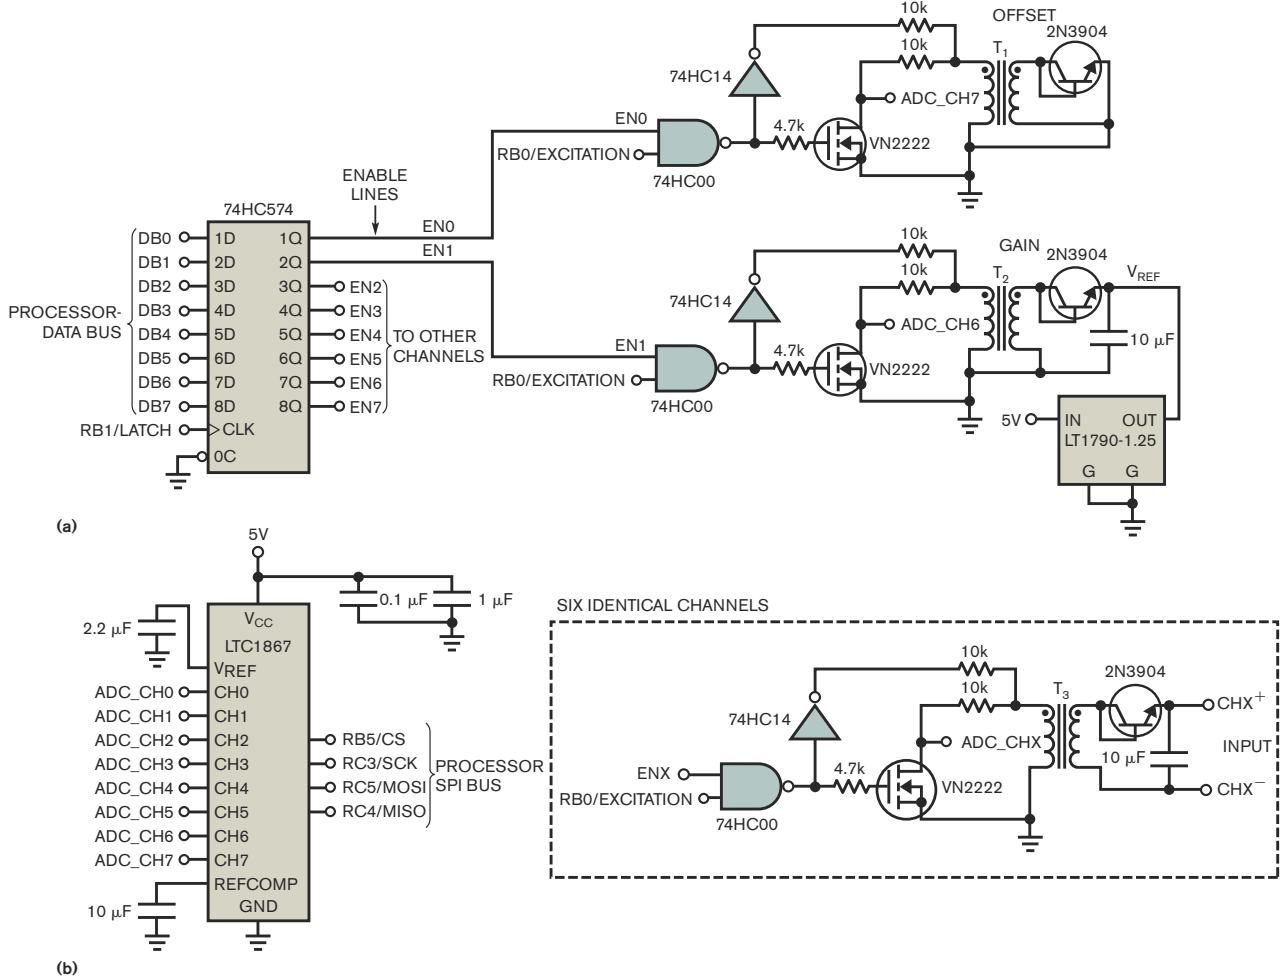 10k
OFFSET
2N3904
10k
T1
74HC14
ADC_CH7
EN0
4.7k
VN2222
RB0/EXCITATION
74HC00
ENABLE
LINES
74HC574
EN0
DB0
1D
1Q
EN1
DB1
2D
2Q
DB2
3D
3Q
EN2
DB3
4D
4Q
EN3
DB4
5D
5Q
EN4
DB5
6D
6Q
EN5
DB6
7D
7Q
EN6
DB7
8D
8Q
EN7
PROCESSOR-
DATA BUS
TO OTHER
CHANNELS
RB1/LATCH
CLK
0C
10k
GAIN
2N3904
10k
T2
VREF
74HC14
ADC_CH6
10 μF
EN1
4.7k
VN2222
RB0/EXCITATION
74HC00
5V
IN
OUT
LT1790-1.25
G
G
(a)
5V
0.1 μF
1 μF
2.2 μF
VCC
LTC1867
VREF
ADC_CH0
CH0
ADC_CH1
CH1
ADC_CH2
CH2
RB5/CS
ADC_CH3
CH3
RC3/SCK
ADC_CH4
CH4
RC5/MOSI
ADC_CH5
CH5
RC4/MISO
ADC_CH6
CH6
ADC_CH7
CH7
PROCESSOR
SPI BUS
REFCOMP
10 μF
GND
SIX IDENTICAL CHANNELS
10k
10k
T3
2N3904
CHX+
74HC14
ADC_CHX
10 μF
INPUT
ENX
4.7k
VN2222
CHX−
RB0/EXCITATION
74HC00
(b)